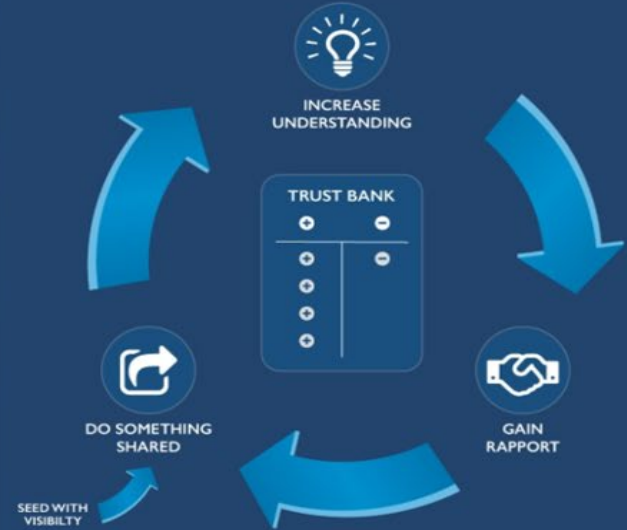 INCREASE
UNDERSTANDING
TRUST BANK
DO SOMETHING
SHARED
GAIN
RAPPORT
SEED WITH
VISIBILTY